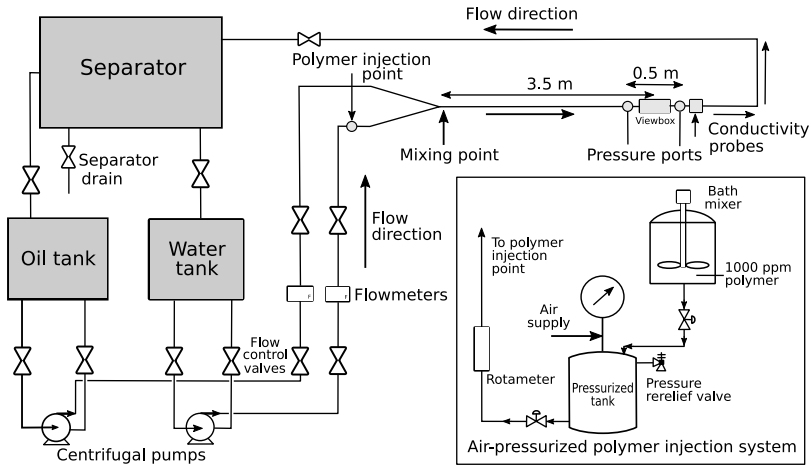 Flow direction
Separator
Polymer injection
point
3.5 m
0.5 m
Viewbox
Mixing point
Pressure ports
Conductivity
probes
Separator
drain
Flow
direction
Oil tank
Water
tank
Flowmeters
Flow
control
valves
Centrifugal pumps
Bath
mixer
To polymer
injection
point
1000 ppm
polymer
Air
supply
Rotameter
Pressurized
tank
Pressure
rerelief valve
Air-pressurized polymer injection system